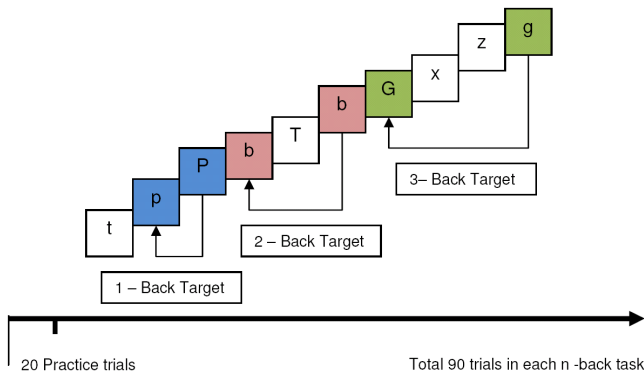 t
p
P
b
T
b
G
x
z
g
1 – Back Target
2 – Back Target
3– Back Target
20 Practice trials
Total 90 trials in each n -back task